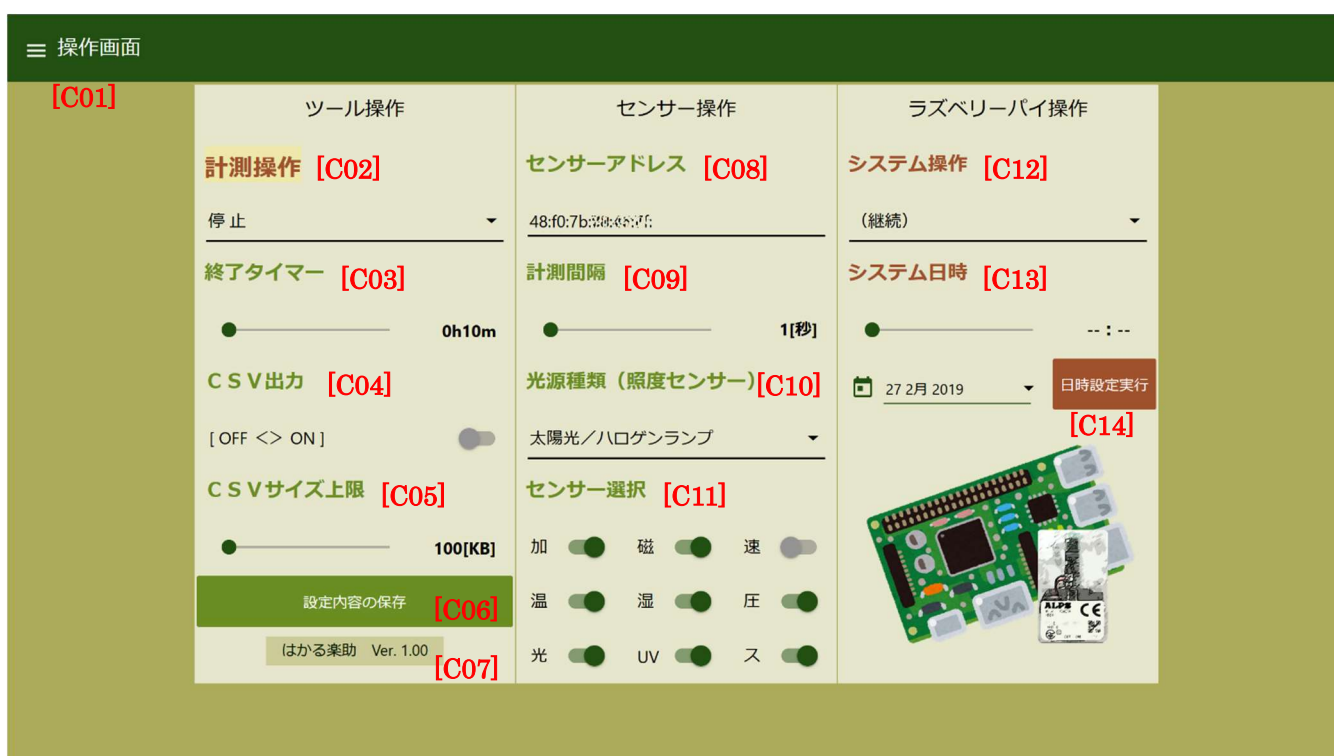 操作画面
[C01]
ツール操作
計測操作 [C02]
停止
終了タイマー [C03]
0h10m
CSV出力 [C04]
[ OFF <> ON ]
CSVサイズ上限 [C05]
100[KB]
設定内容の保存 [C06]
はかる楽助 Ver. 1.00 [C07]
センサー操作
センサーアドレス [C08]
48:f0:7b:
計測間隔 [C09]
1[秒]
光源種類（照度センサー） [C10]
太陽光／ハロゲンランプ
センサー選択 [C11]
加 磁 速
温 湿 圧
光 UV ス
ラズベリーパイ操作
システム操作 [C12]
（継続）
システム日時 [C13]
-- : --
27 2月 2019
日時設定実行
[C14]
ALPS
CE